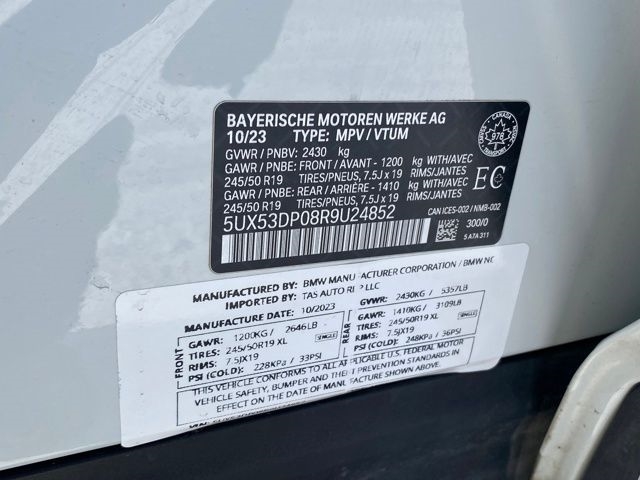 BAYERISCHE MOTOREN WERKE AG
10/23 TYPE: MPV / VTUM
GVWR / PNBV: 2430 kg
GAWR / PNBE: FRONT / AVANT - 1200 kg WITH/AVEC
245/50 R19 TIRES/PNEUS, 7.5J x 19 RIMS/JANTES
GAWR / PNBE: REAR / ARRIÈRE - 1410 kg WITH/AVEC
245/50 R19 TIRES/PNEUS, 7.5 J x 19 RIMS/JANTES
5UX53DP08R9U24852
CANADA
978
EC
CAN ICES-002 / NMB-002
300/0
5 A7A 311
MANUFACTURED BY: BMW MANUFACTURER CORPORATION / BMW
IMPORTED BY: TAS AUTO LLC
MANUFACTURE DATE: 10/2023
FRONT
GAWR: 1200KG / 2646LB
TIRES: 245/50R19 XL
RIMS: 7.5JX19
PSI (COLD): 228KPa / 33PSI
SINGLE
GVWR: 2430KG / 5357LB
REAR
GAWR: 1410KG / 3109LB
TIRES: 245/50R19 XL
RIMS: 7.5JX19
PSI (COLD): 248KPa / 36PSI
SINGLE
THIS VEHICLE CONFORMS TO ALL APPLICABLE U.S. FEDERAL MOTOR
VEHICLE SAFETY, BUMPER AND THEFT PREVENTION STANDARDS IN
EFFECT ON THE DATE OF MANUFACTURE SHOWN ABOVE.